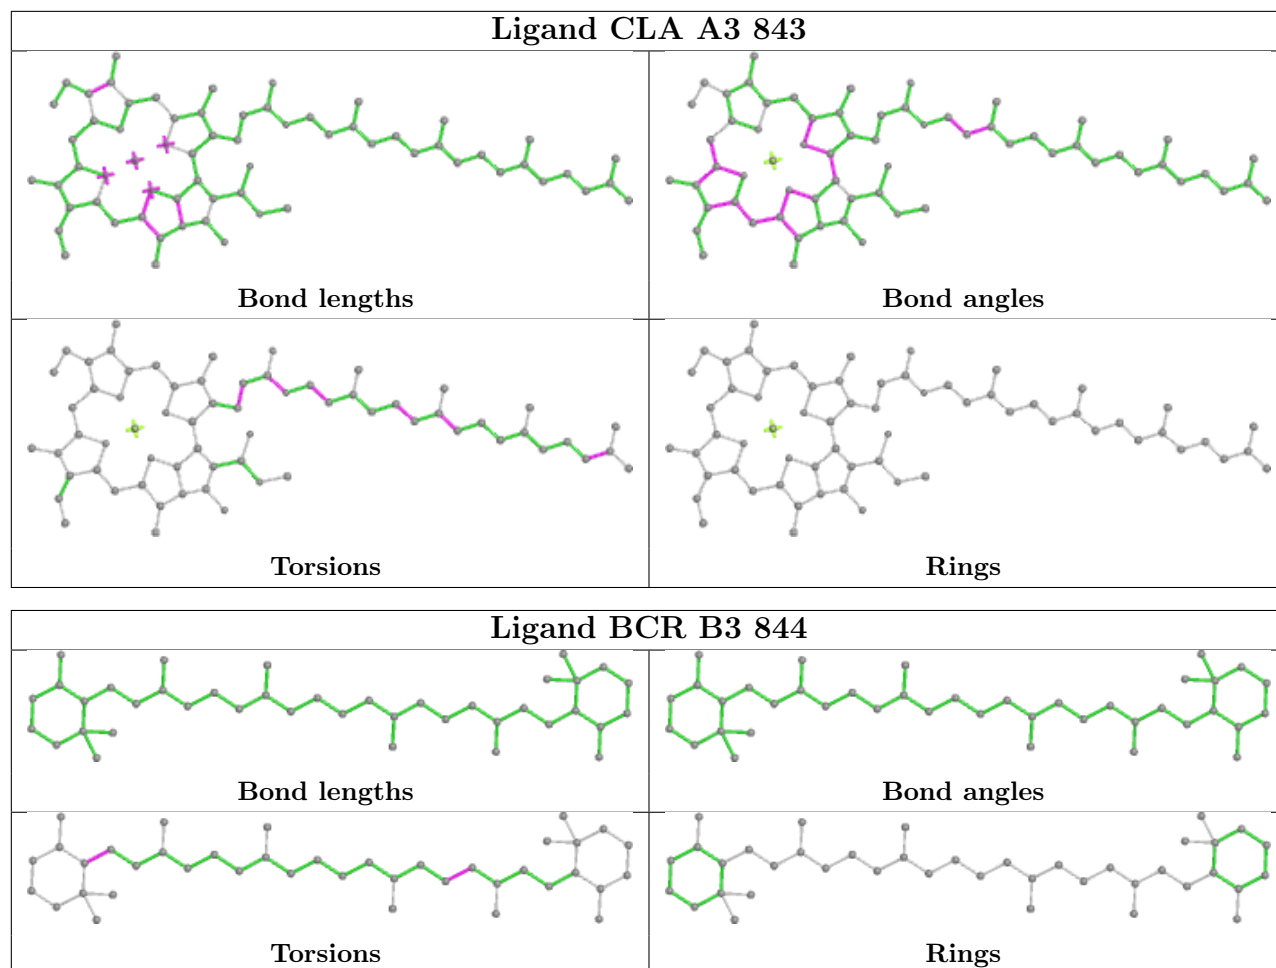 Ligand CLA A3 843
Bond lengths
Bond angles
Torsions
Rings
Ligand BCR B3 844
Bond lengths
Bond angles
Torsions
Rings